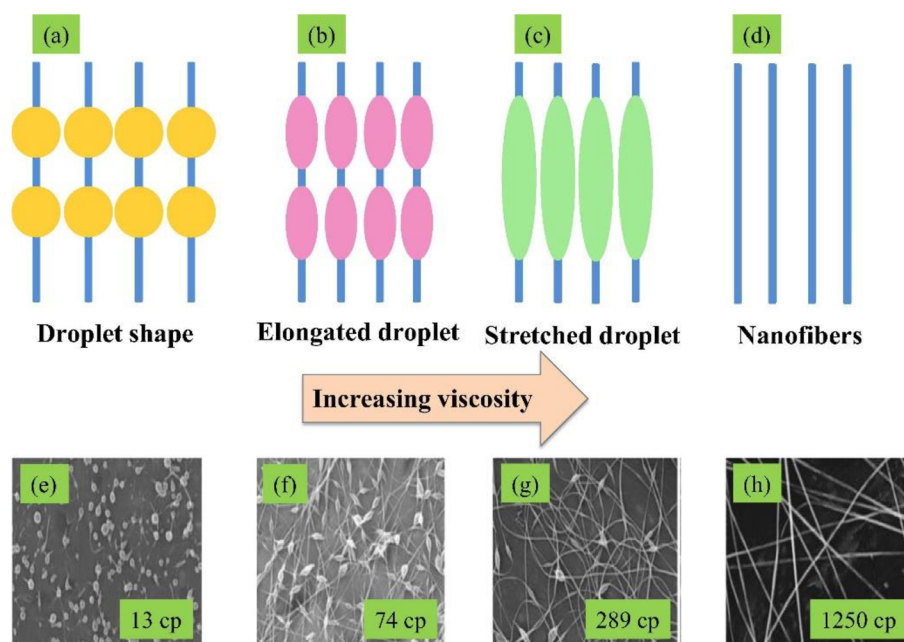 (a)
(b)
(c)
(d)
Droplet shape
Elongated droplet
Stretched droplet
Nanofibers
Increasing viscosity
(e)
(f)
(g)
(h)
13 cp
74 cp
289 cp
1250 cp